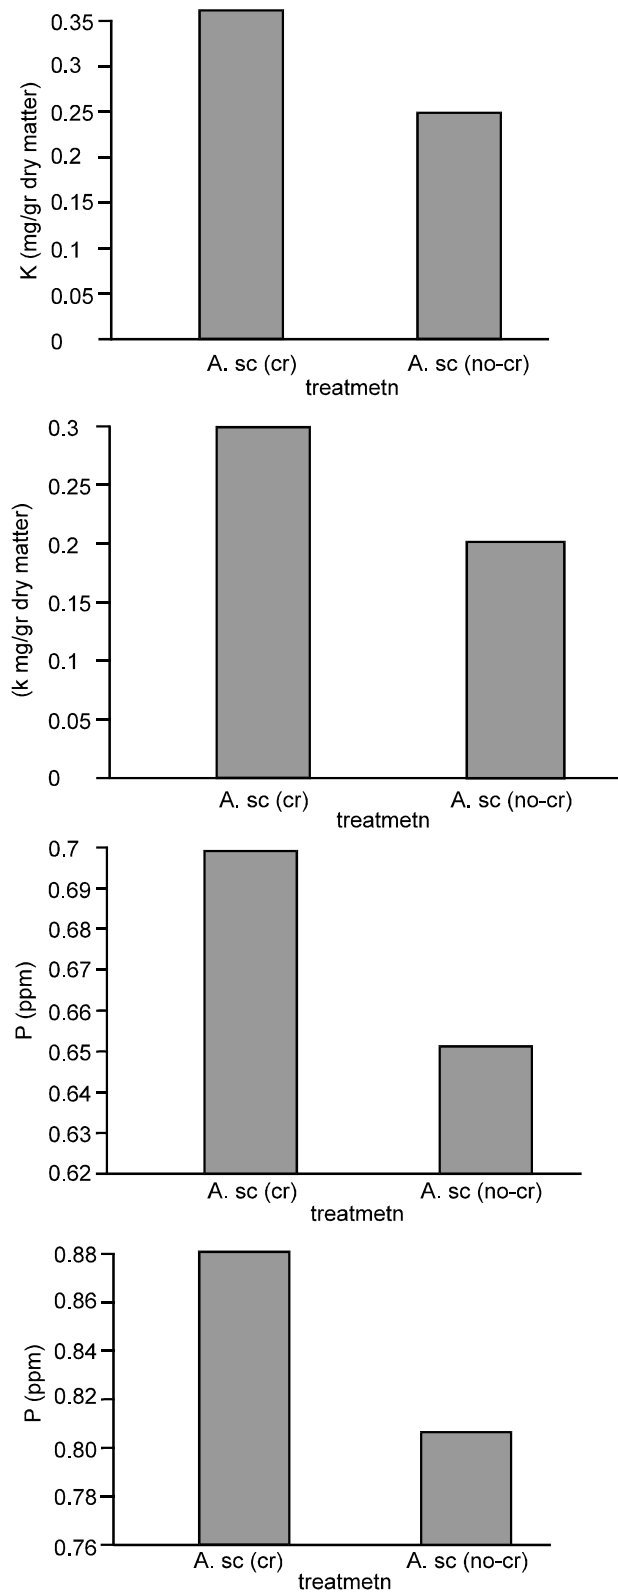 0.35
0.3
0.25
0.2
0.15
0.1
0.05
0
K (mg/gr dry matter)
A. sc (cr) A. sc (no-cr)
treatmetn
0.3
0.25
0.2
0.15
0.1
0.05
0
(k mg/gr dry matter)
A. sc (cr) A. sc (no-cr)
treatmetn
0.7
0.69
0.68
0.67
0.66
0.65
0.64
0.63
0.62
P (ppm)
A. sc (cr) A. sc (no-cr)
treatmetn
0.88
0.86
0.84
0.82
0.80
0.78
0.76
P (ppm)
A. sc (cr) A. sc (no-cr)
treatmetn